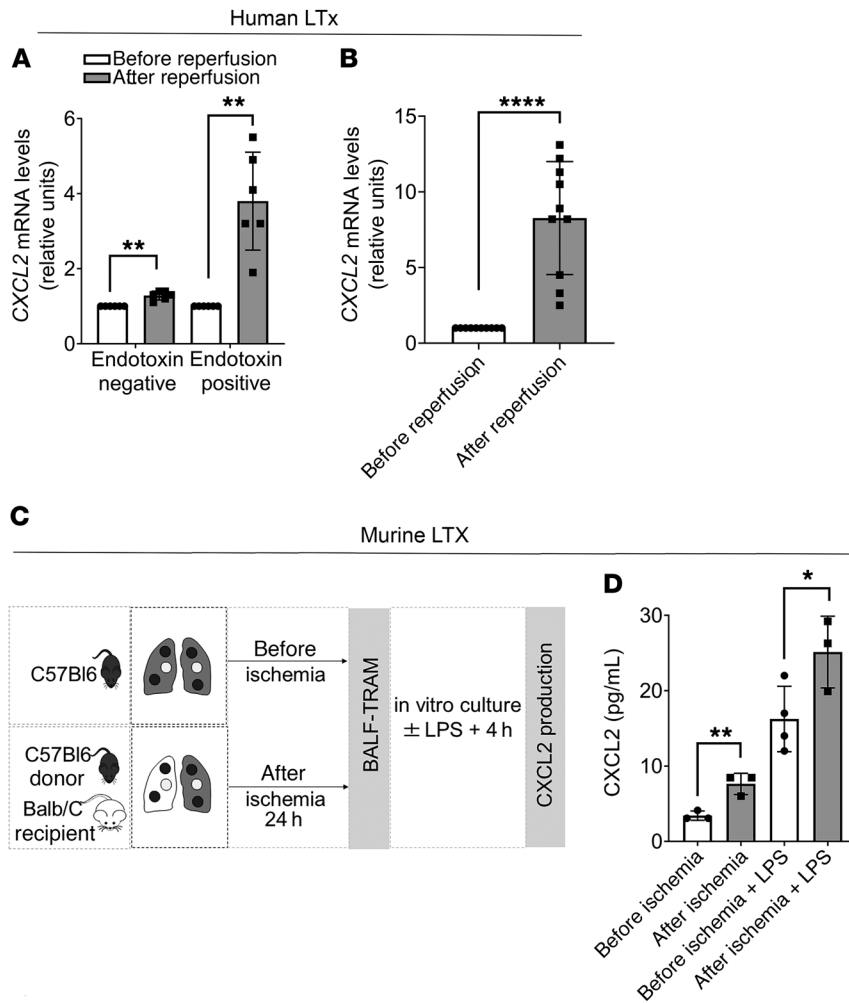 Human LTx
A
Before reperfusion
After reperfusion
CXCL2 mRNA levels
(relative units)
6
4
2
0
**
**
Endotoxin
negative
Endotoxin
positive
B
CXCL2 mRNA levels
(relative units)
15
10
5
0
****
Before reperfusion
After reperfusion
C
Murine LTX
C57Bl6
Before
ischemia
C57Bl6
donor
Balb/C
recipient
After
ischemia
24 h
BALF-TRAM
in vitro culture
± LPS + 4 h
CXCL2 production
D
CXCL2 (pg/mL)
30
20
10
0
**
*
Before ischemia
After ischemia
Before ischemia + LPS
After ischemia + LPS